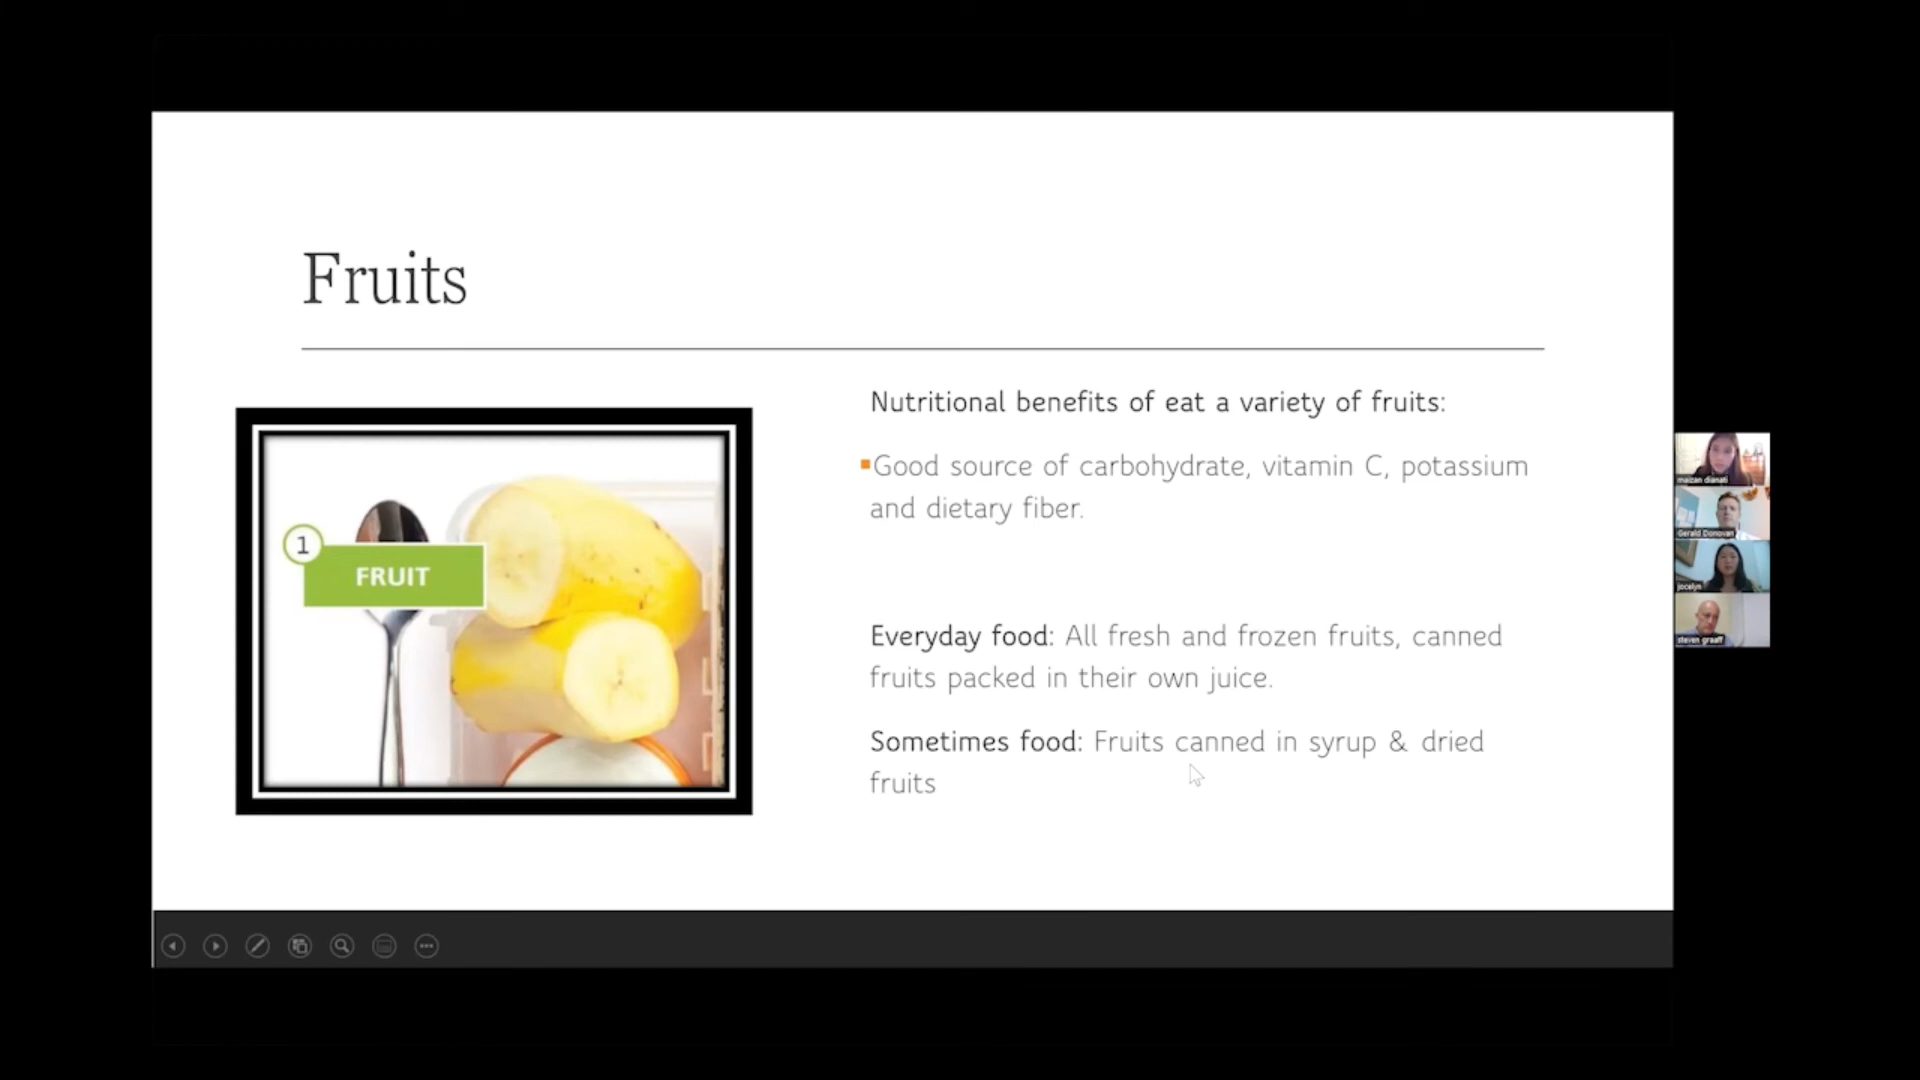 Fruits
1
FRUIT
Nutritional benefits of eat a variety of fruits:
Good source of carbohydrate, vitamin C, potassium
and dietary fiber.
Everyday food: All fresh and frozen fruits, canned
fruits packed in their own juice.
Sometimes food: Fruits canned in syrup & dried
fruits
maizan dianati
Gerald Donovan
jocelyn
steven graaff